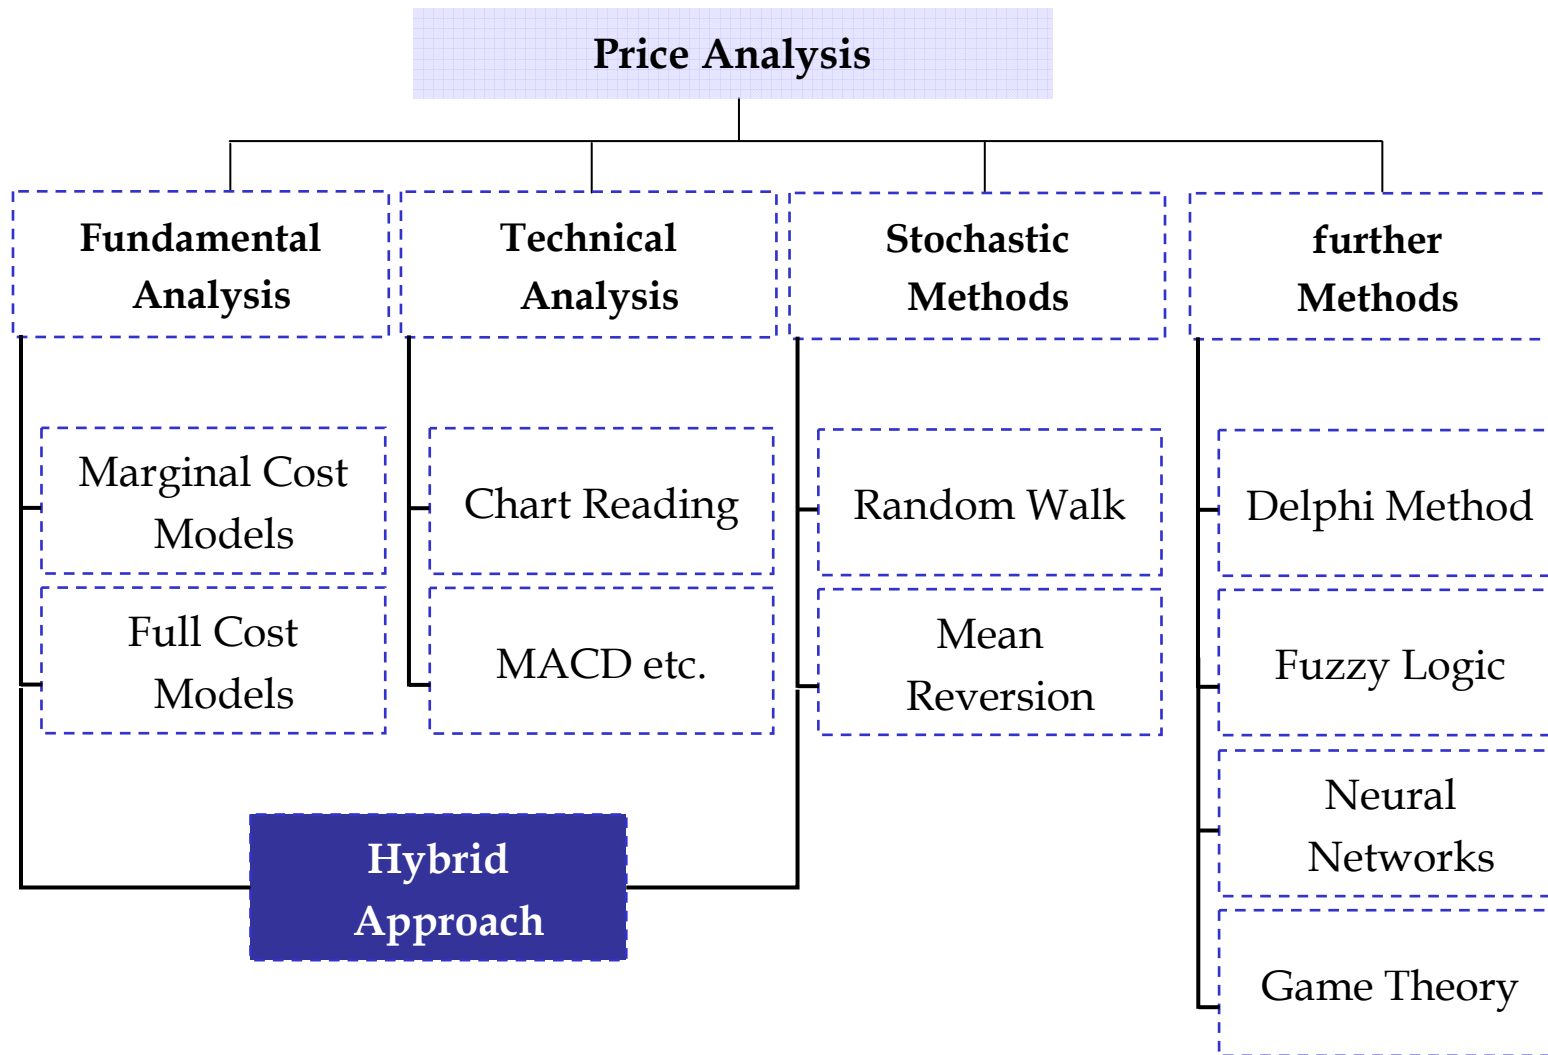 Price Analysis
Fundamental
Analysis
Technical
Analysis
Stochastic
Methods
further
Methods
Marginal Cost
Models
Full Cost
Models
Chart Reading
MACD etc.
Random Walk
Mean
Reversion
Delphi Method
Fuzzy Logic
Neural
Networks
Game Theory
Hybrid
Approach